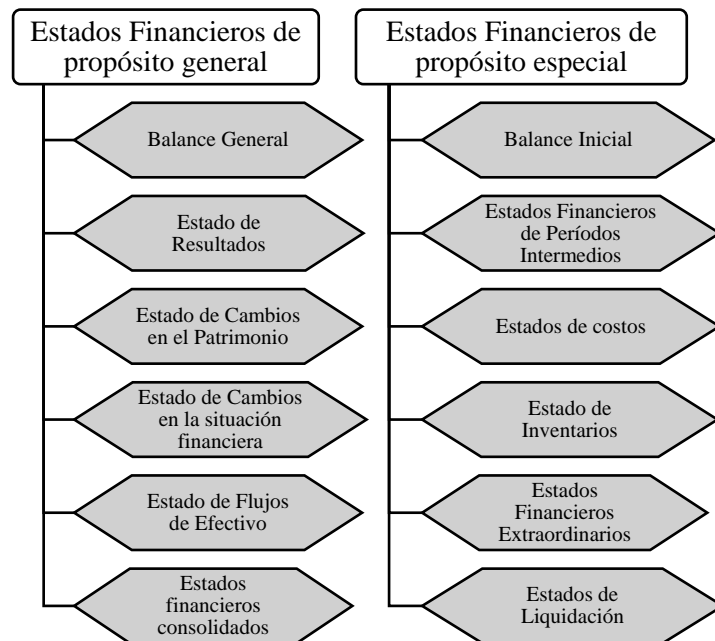 Estados Financieros de
propósito general
Balance General
Estado de
Resultados
Estado de Cambios
en el Patrimonio
Estado de Cambios
en la situación
financiera
Estado de Flujos
de Efectivo
Estados
financieros
consolidados
Estados Financieros de
propósito especial
Balance Inicial
Estados Financieros
de Períodos
Intermedios
Estados de costos
Estado de
Inventarios
Estados
Financieros
Extraordinarios
Estados de
Liquidación